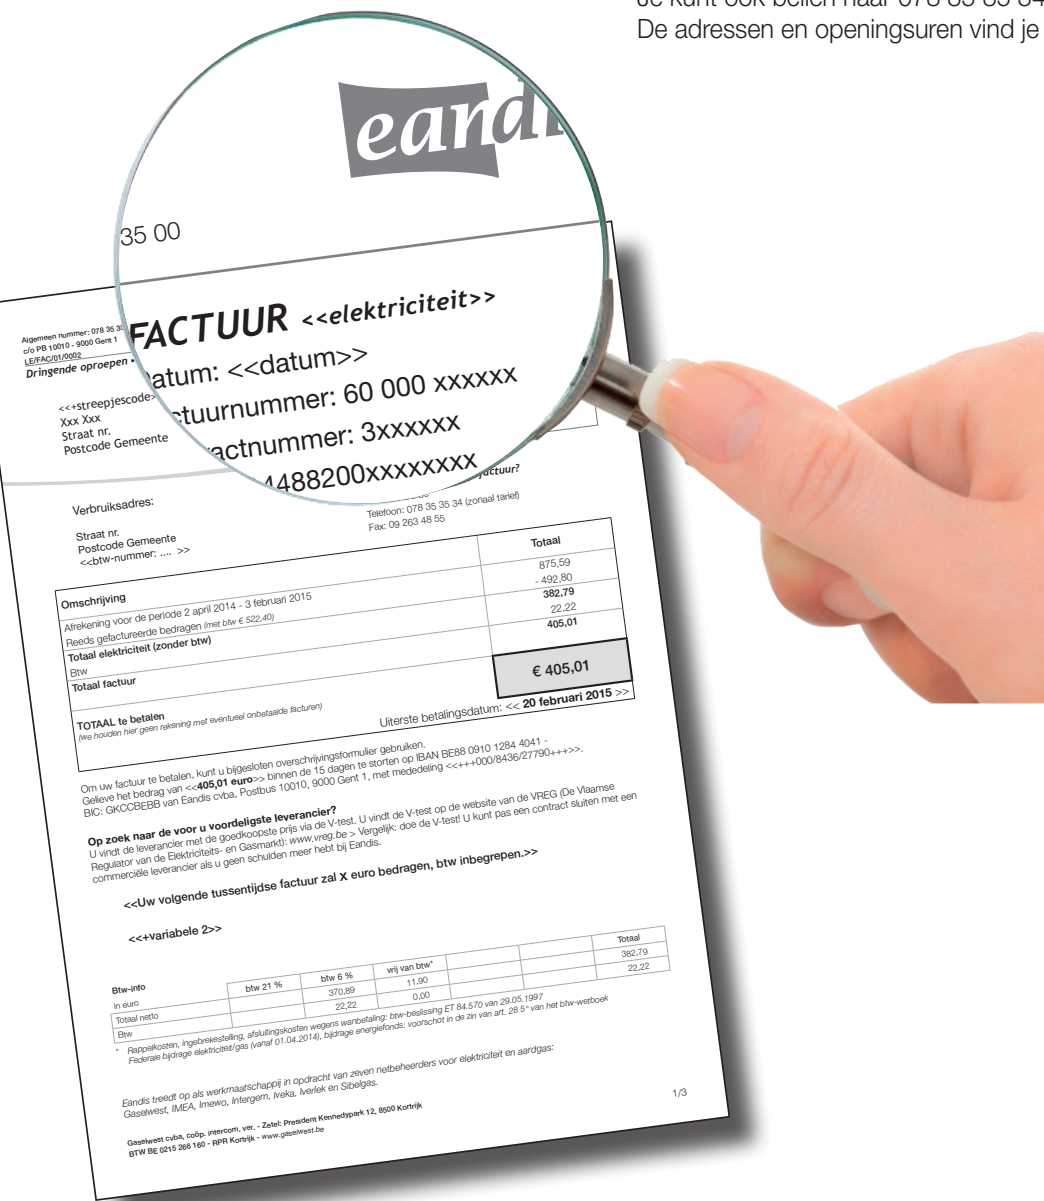 Je kunt ook bellen naar 078 35 35 34
De adressen en openingsuren vind je
eandi
35 00
FACTUUR <<elektriciteit>>
atum: <<datum>>
ctuurnummer: 60 000 xxxxxx
actnummer: 3xxxxxx
4488200xxxxxxxx
Algemeen nummer: 078 35 35
c/o PB 10010 - 9000 Gent 1
LE/FAC/01/0002
Dringende oproepen •
<<+streepjescode>
Xxx Xxx
Straat nr.
Postcode Gemeente
Verbruiksadres:
Straat nr.
Postcode Gemeente
<<btw-nummer: .... >>
factuur?
Telefoon: 078 35 35 34 (zonaal tarief)
Fax: 09 263 48 55
Omschrijving Totaal
Afrekening voor de periode 2 april 2014 - 3 februari 2015 875,59
Reeds gefactureerde bedragen (met btw € 522,40) - 492,80
Totaal elektriciteit (zonder btw) 382,79
Btw 22,22
Totaal factuur 405,01
TOTAAL te betalen € 405,01
(we houden hier geen rekening met eventueel onbetaalde facturen)
Uiterste betalingsdatum: << 20 februari 2015 >>
Om uw factuur te betalen, kunt u bijgesloten overschrijvingsformulier gebruiken.
Gelieve het bedrag van <<405,01 euro>> binnen de 15 dagen te storten op IBAN BE88 0910 1284 4041 -
BIC: GKCCBEBB van Eandis cvba, Postbus 10010, 9000 Gent 1, met mededeling <<+++000/8436/27790+++>>.
Op zoek naar de voor u voordeligste leverancier?
U vindt de leverancier met de goedkoopste prijs via de V-test. U vindt de V-test op de website van de VREG (De Vlaamse
Regulator van de Elektriciteits- en Gasmarkt): www.vreg.be > Vergelijk: doe de V-test! U kunt pas een contract sluiten met een
commerciële leverancier als u geen schulden meer hebt bij Eandis.
<<Uw volgende tussentijdse factuur zal X euro bedragen, btw inbegrepen.>>
<<+variabele 2>>
Btw-info btw 21 % btw 6 % vrij van btw* Totaal
in euro
Totaal netto 370,89 11,90 382.79
Btw 22,22 0,00 22,22
* Rappelkosten, ingebrekestelling, afsluitingskosten wegens wanbetaling: btw-beslissing ET 84.570 van 29.05.1997
Federale bijdrage elektriciteit/gas (vanaf 01.04.2014), bijdrage energiefonds: voorschot in de zin van art. 28 5° van het btw-wetboek
Eandis treedt op als werkmaatschappij in opdracht van zeven netbeheerders voor elektriciteit en aardgas:
Gaselwest, IMEA, Imewo, Intergem, Iveka, Iverlek en Sibelgas.
Gaselwest cvba, coöp. intercom. ver. - Zetel: President Kennedypark 12, 8500 Kortrijk
BTW BE 0215 266 160 - RPR Kortrijk - www.gaselwest.be
1/3